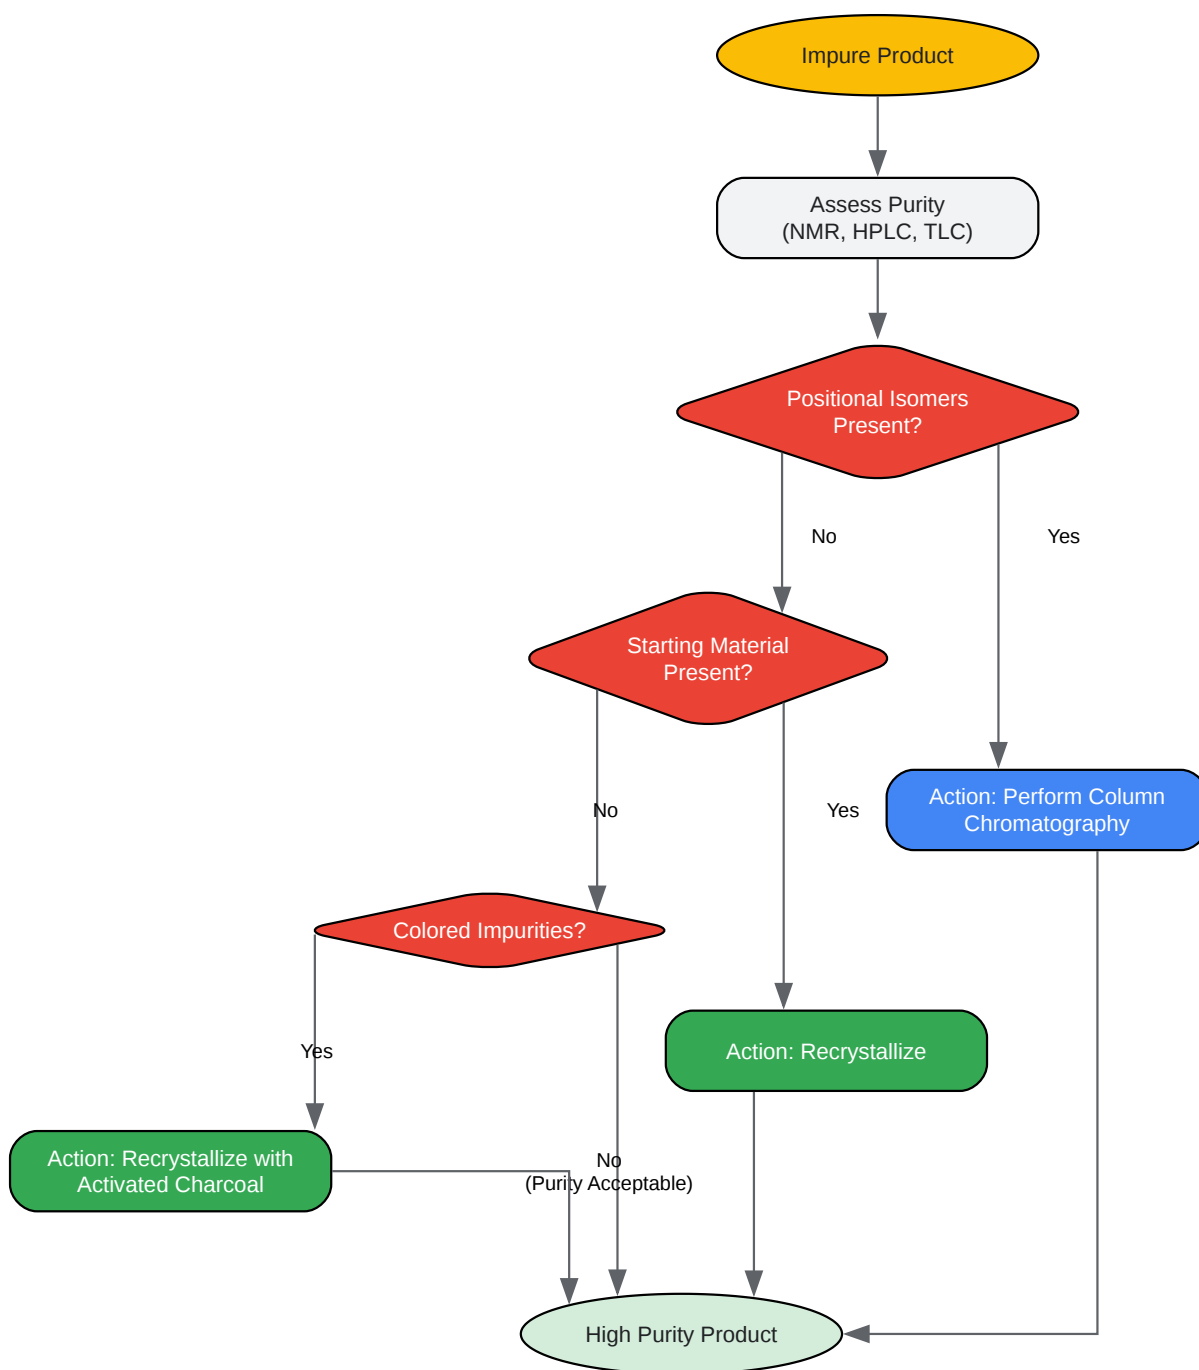 Impure Product
Assess Purity
(NMR, HPLC, TLC)
Positional Isomers
Present?
No
Yes
Starting Material
Present?
No
Yes
Action: Perform Column
Chromatography
Colored Impurities?
Yes
Action: Recrystallize
Action: Recrystallize with
Activated Charcoal
No
(Purity Acceptable)
High Purity Product